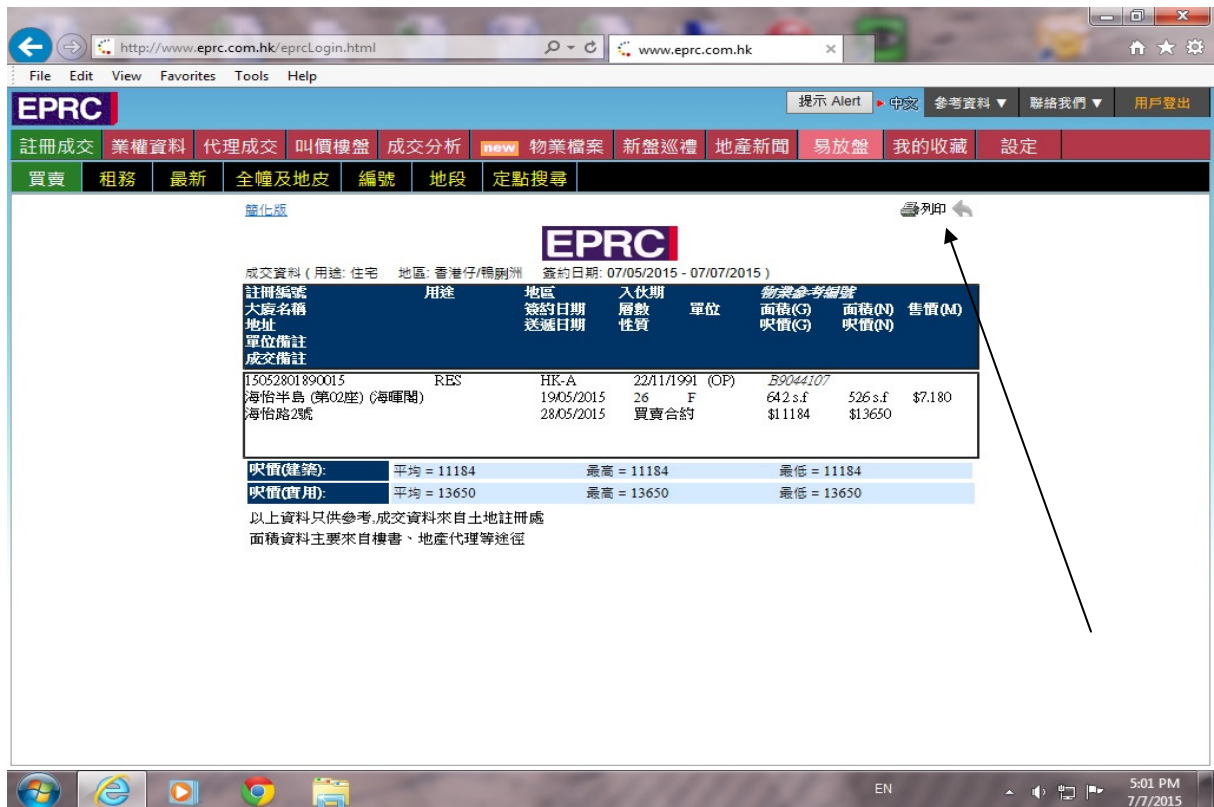 http://www.eprc.com.hk/eprcLogin.html www.eprc.com.hk
File Edit View Favorites Tools Help
EPRC 提示 Alert 中文 參考資料 ▼ 聯絡我們 ▼ 用戶登出
註冊成交 業權資料 代理成交 叫價樓盤 成交分析 new 物業檔案 新盤巡禮 地產新聞 易放盤 我的收藏 設定
買賣 租務 最新 全幢及地皮 編號 地段 定點搜尋
簡化版 列印
EPRC
成交資料 ( 用途: 住宅 地區: 香港仔/鴨脷洲 簽約日期: 07/05/2015 - 07/07/2015 )
註冊編號 用途 地區 入伙期 物業參考編號
大廈名稱 簽約日期 層數 單位 面積(G) 面積(N) 售價(M)
地址 送遞日期 性質 呎價(G) 呎價(N)
單位備註
成交備註
15052801890015 RES HK-A 22/11/1991 (OP) B9044107
海怡半島 (第02座) (海暉閣) 19/05/2015 26 F 642 s.f 526 s.f $7.180
海怡路2號 28/05/2015 買賣合約 $11184 $13650
呎價(建築): 平均 = 11184 最高 = 11184 最低 = 11184
呎價(實用): 平均 = 13650 最高 = 13650 最低 = 13650
以上資料只供參考,成交資料來自土地註冊處
面積資料主要來自樓書、地產代理等途徑
EN 5:01 PM
7/7/2015